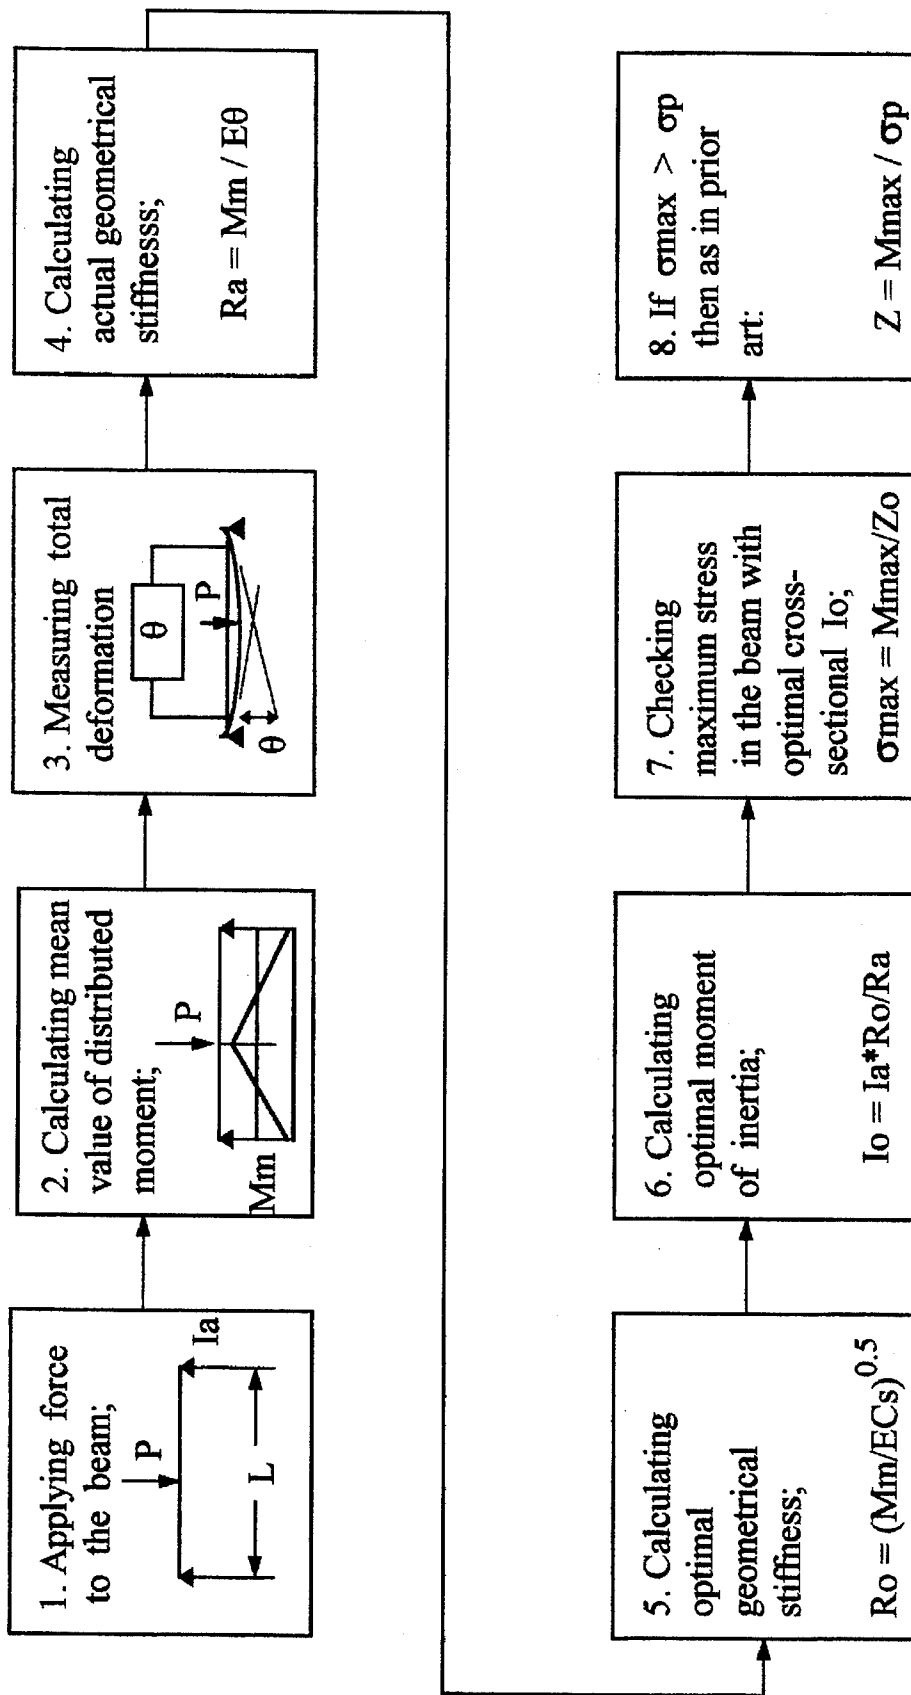 1. Applying force
to the beam;
P
Ia
L
2. Calculating mean
value of distributed
moment;
P
Mm
3. Measuring total
deformation
θ
P
θ
4. Calculating
actual geometrical
stiffnesss;
Ra = Mm / Eθ
5. Calculating
optimal
geometrical
stiffness;
Ro = (Mm/ECs)^0.5
6. Calculating
optimal moment
of inertia;
Io = Ia*Ro/Ra
7. Checking
maximum stress
in the beam with
optimal cross-
sectional Io;
σmax = Mmax/Zo
8. If σmax > σp
then as in prior
art:
Z = Mmax / σp